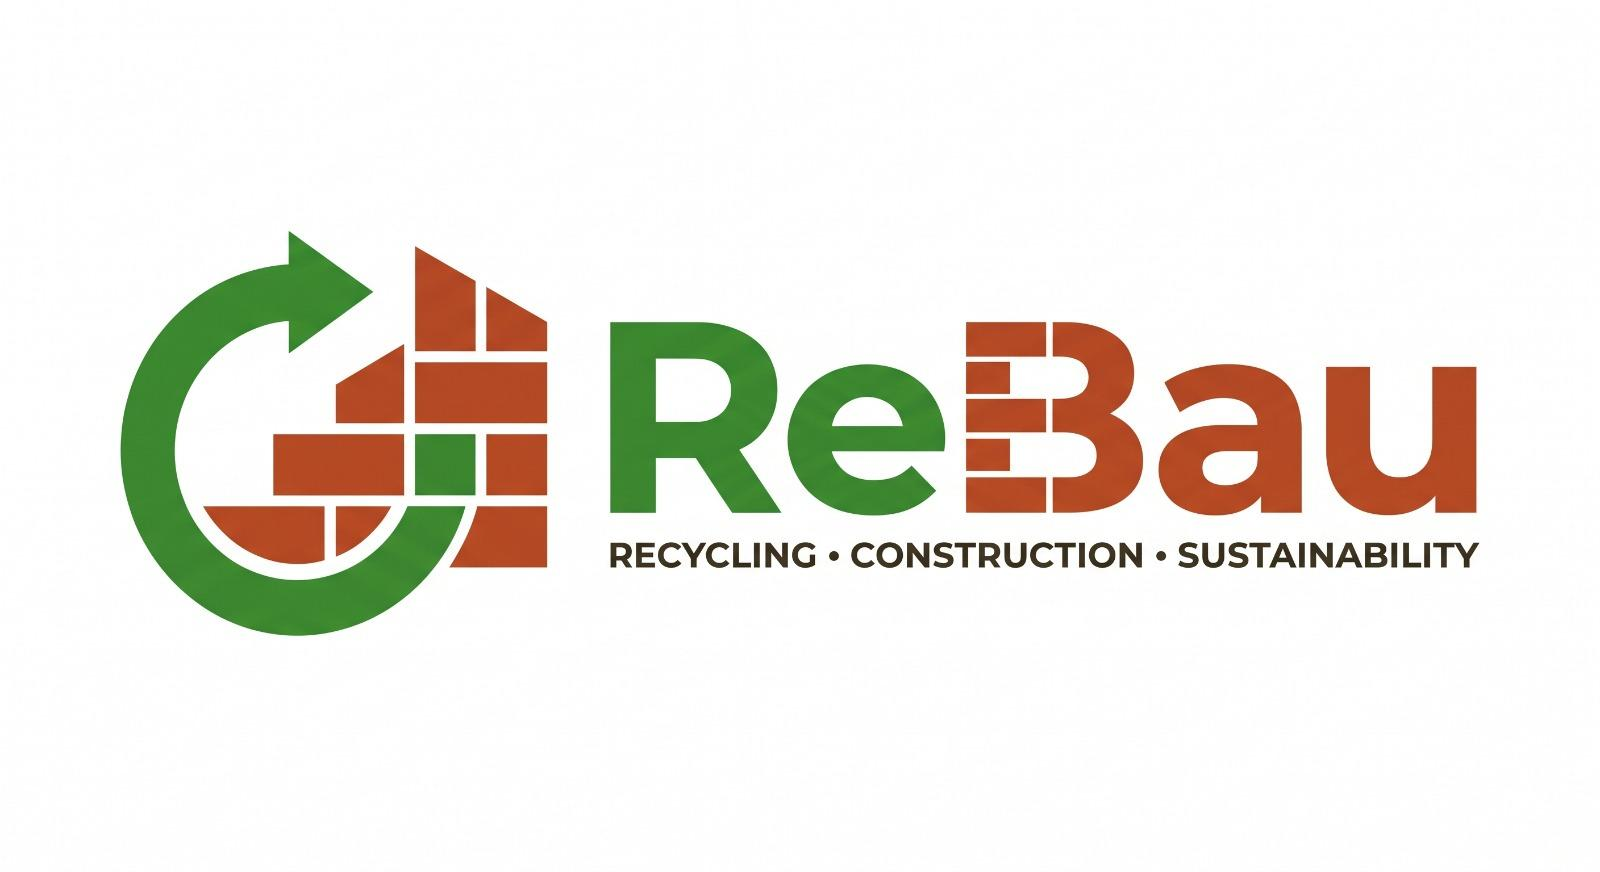 ReBau
RECYCLING • CONSTRUCTION • SUSTAINABILITY